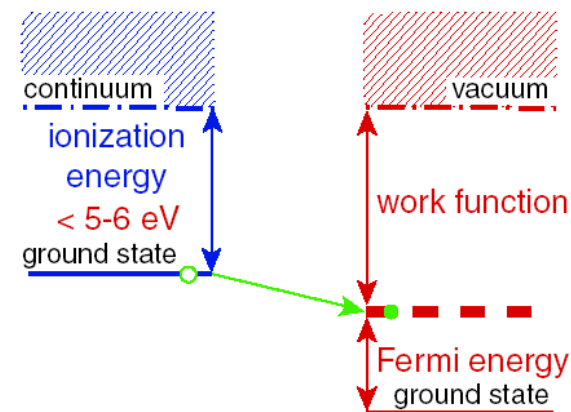 continuum
ionization
energy
< 5-6 eV
ground state
vacuum
work function
Fermi energy
ground state